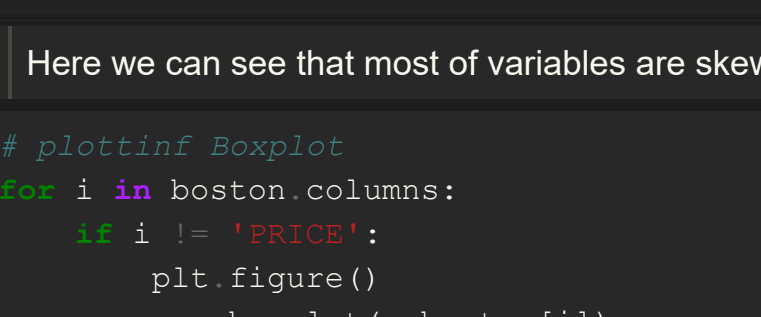 Here we can see that most of variables are
# plottinf Boxplot
for i in boston.columns:
if i != 'PRICE':
plt.figure()